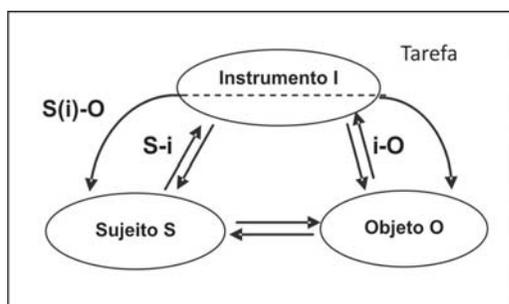 Tarefa
Instrumento I
S(i)-O
S-i
i-O
Sujeito S
Objeto O